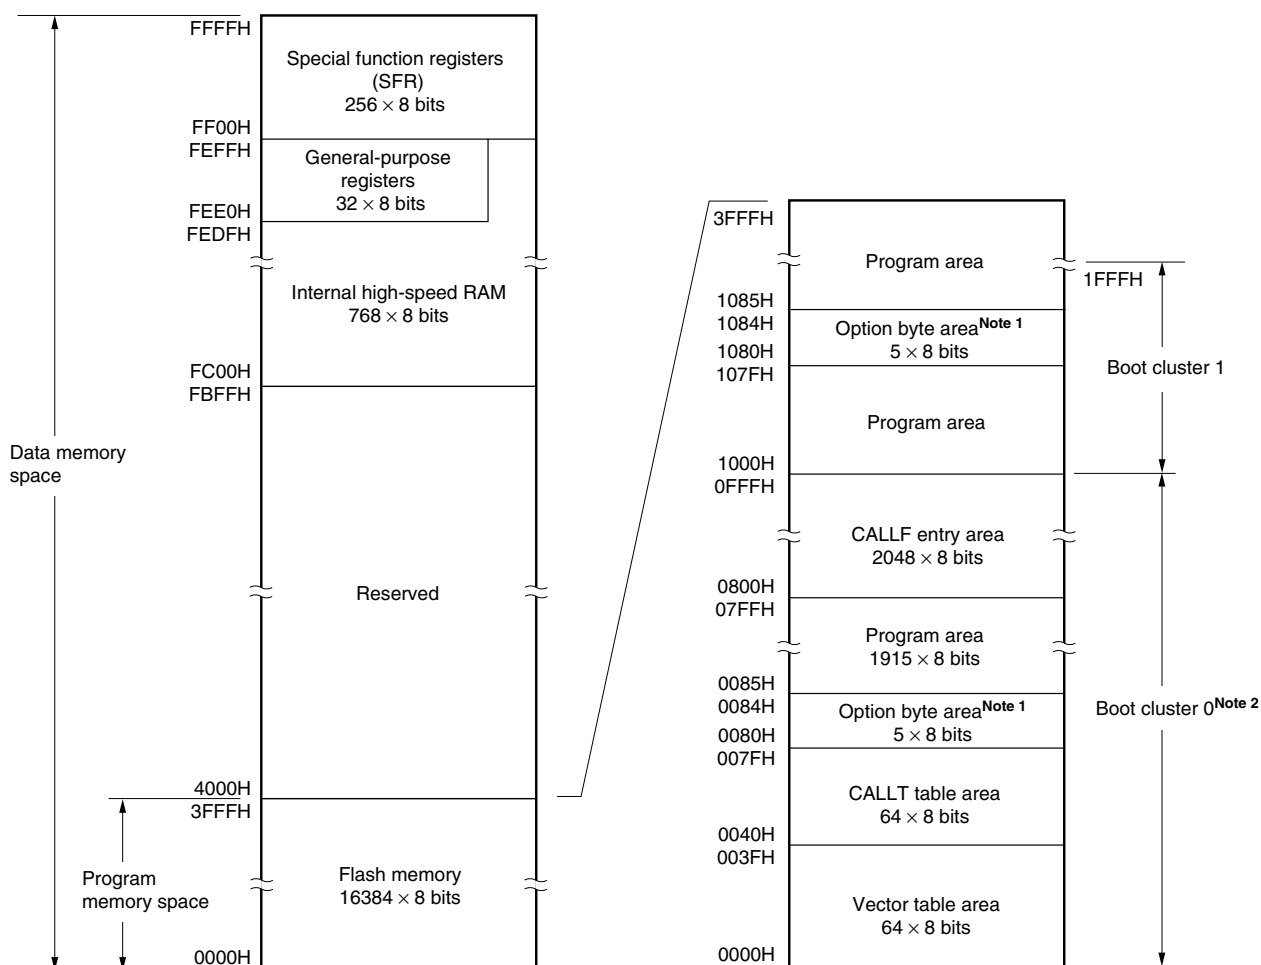 FFFFH
Special function registers
(SFR)
256 × 8 bits
FF00H
FEFFH
General-purpose
registers
32 × 8 bits
FEE0H
FEDFH
Internal high-speed RAM
768 × 8 bits
FC00H
FBFFH
Data memory
space
Reserved
4000H
3FFFH
Program
memory space
Flash memory
16384 × 8 bits
0000H
3FFFH
Program area
1FFFH
1085H
1084H
Option byte areaNote 1
5 × 8 bits
1080H
107FH
Boot cluster 1
Program area
1000H
0FFFH
CALLF entry area
2048 × 8 bits
0800H
07FFH
Program area
1915 × 8 bits
0085H
0084H
Option byte areaNote 1
5 × 8 bits
Boot cluster 0Note 2
0080H
007FH
CALLT table area
64 × 8 bits
0040H
003FH
Vector table area
64 × 8 bits
0000H